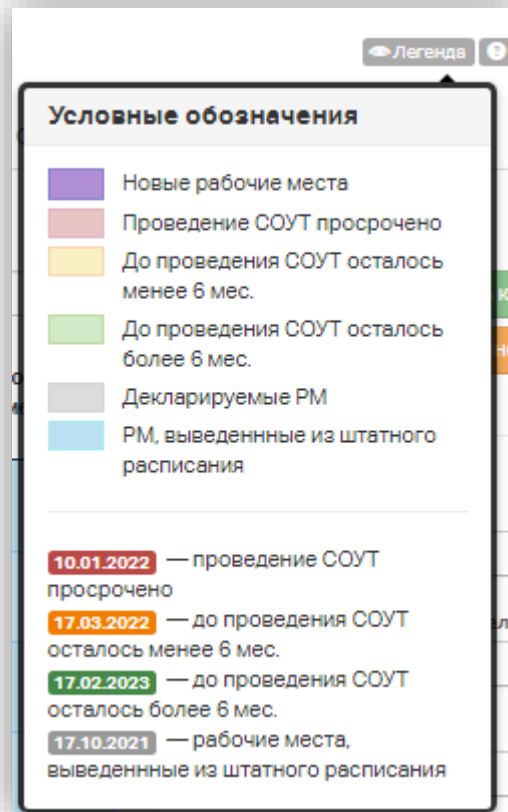 Легенда
Условные обозначения
Новые рабочие места
Проведение СОУТ просрочено
До проведения СОУТ осталось
менее 6 мес.
До проведения СОУТ осталось
более 6 мес.
Декларируемые РМ
РМ, выведеннные из штатного
расписания
10.01.2022 — проведение СОУТ
просрочено
17.03.2022 — до проведения СОУТ
осталось менее 6 мес.
17.02.2023 — до проведения СОУТ
осталось более 6 мес.
17.10.2021 — рабочие места,
выведеннные из штатного расписания